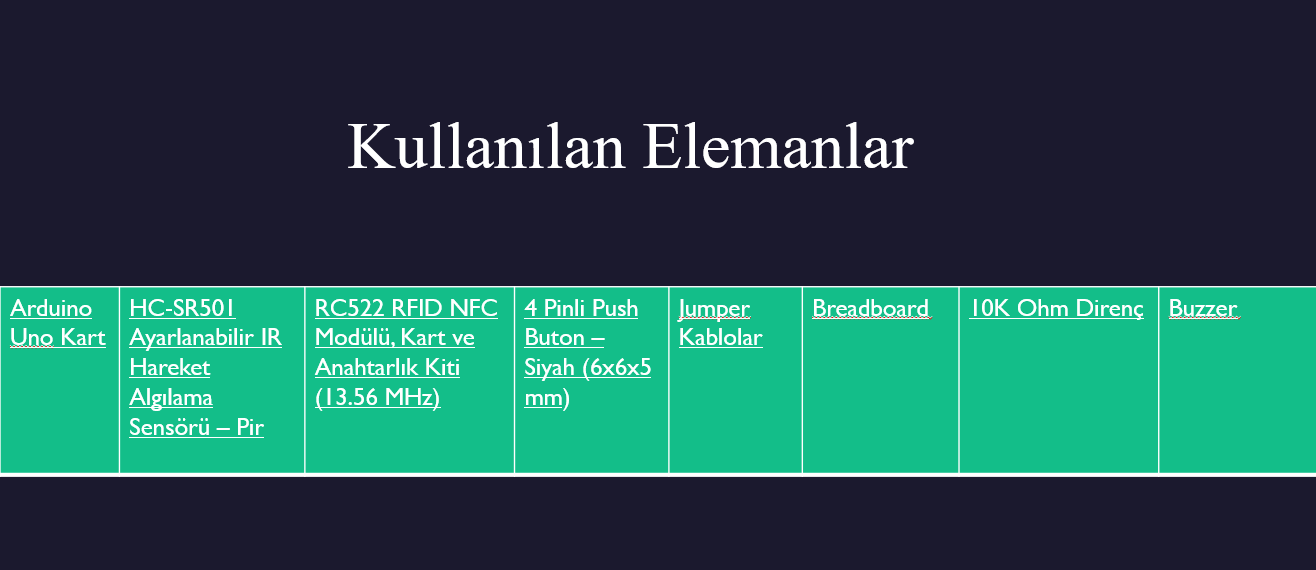 Kullanılan Elemanlar
Arduino
Uno Kart
HC-SR501
Ayarlanabilir IR
Hareket
Algılama
Sensörü – Pir
RC522 RFID NFC
Modülü, Kart ve
Anahtarlık Kiti
(13.56 MHz)
4 Pinli Push
Buton –
Siyah (6x6x5
mm)
Jumper
Kablolar
Breadboard
10K Ohm Direnç
Buzzer